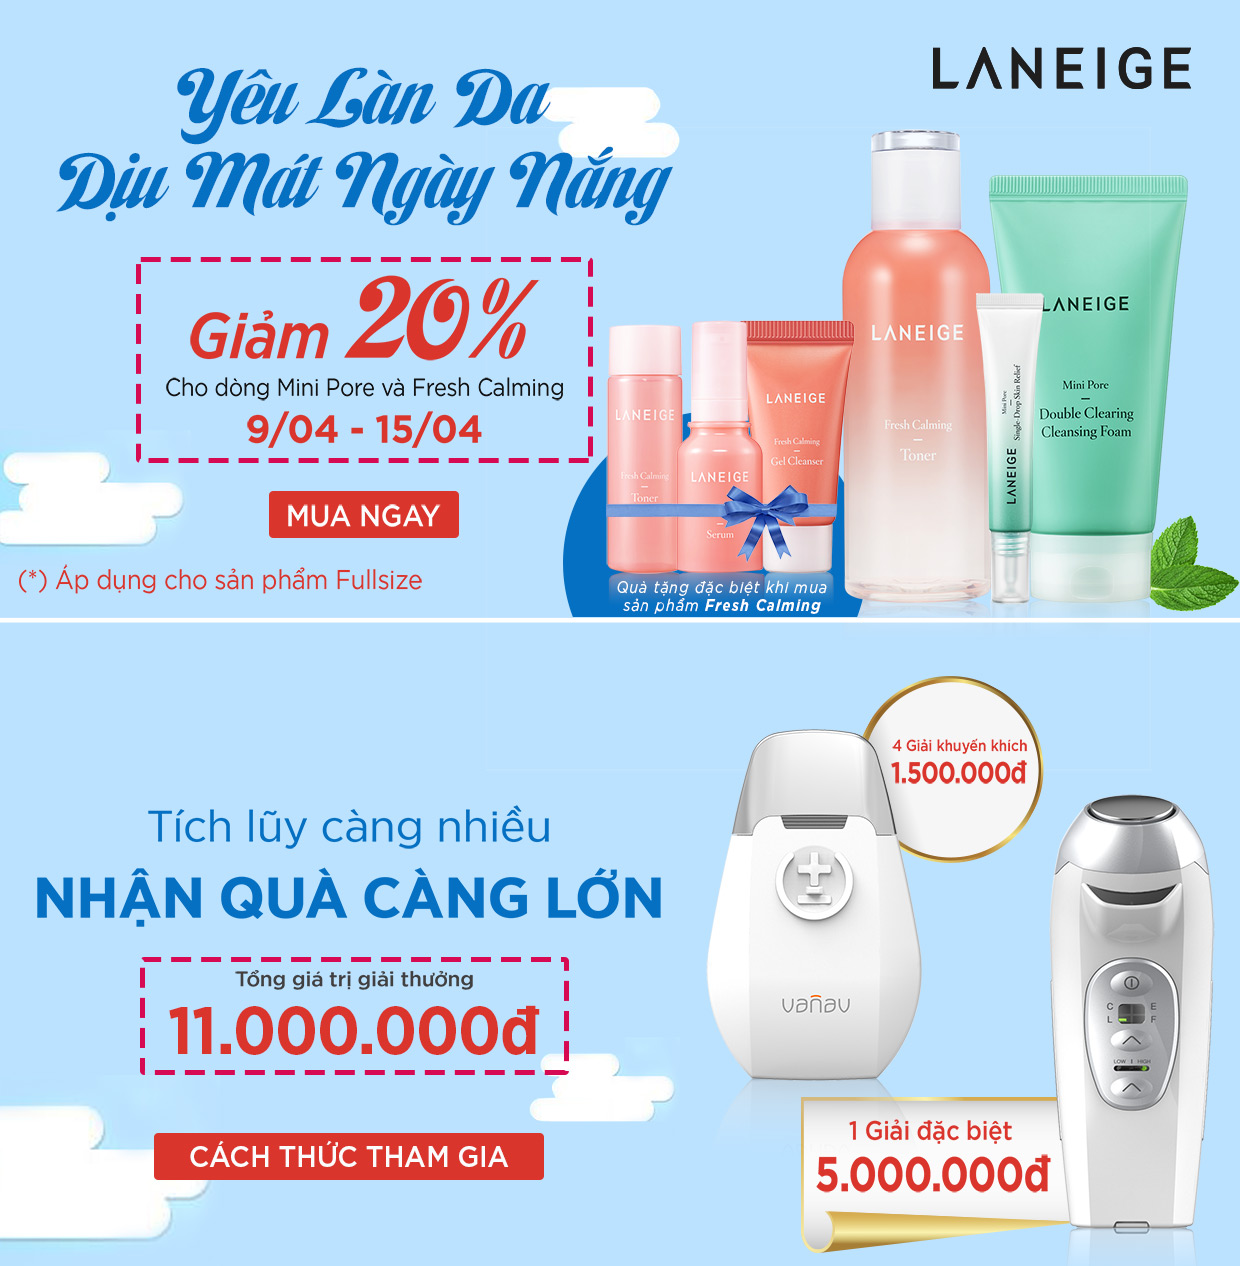 LANEIGE
Yêu Làn Da
Dịu Mát Ngày Nắng
Giảm 20%
Cho dòng Mini Pore và Fresh Calming
9/04 - 15/04
MUA NGAY
(*) Áp dụng cho sản phẩm Fullsize
LANEIGE
Fresh Calming
Toner
LANEIGE
Serum
LANEIGE
Fresh Calming
Gel Cleanser
Quà tặng đặc biệt khi mua
sản phẩm Fresh Calming
LANEIGE
Fresh Calming
Toner
LANEIGE
Mini Pore
Single-Drop Skin Relief
LANEIGE
Mini Pore
Double Clearing
Cleansing Foam
Tích lũy càng nhiều
NHẬN QUÀ CÀNG LỚN
Tổng giá trị giải thưởng
11.000.000đ
CÁCH THỨC THAM GIA
4 Giải khuyến khích
1.500.000đ
vanav
C E
L F
LOW HIGH
1 Giải đặc biệt
5.000.000đ